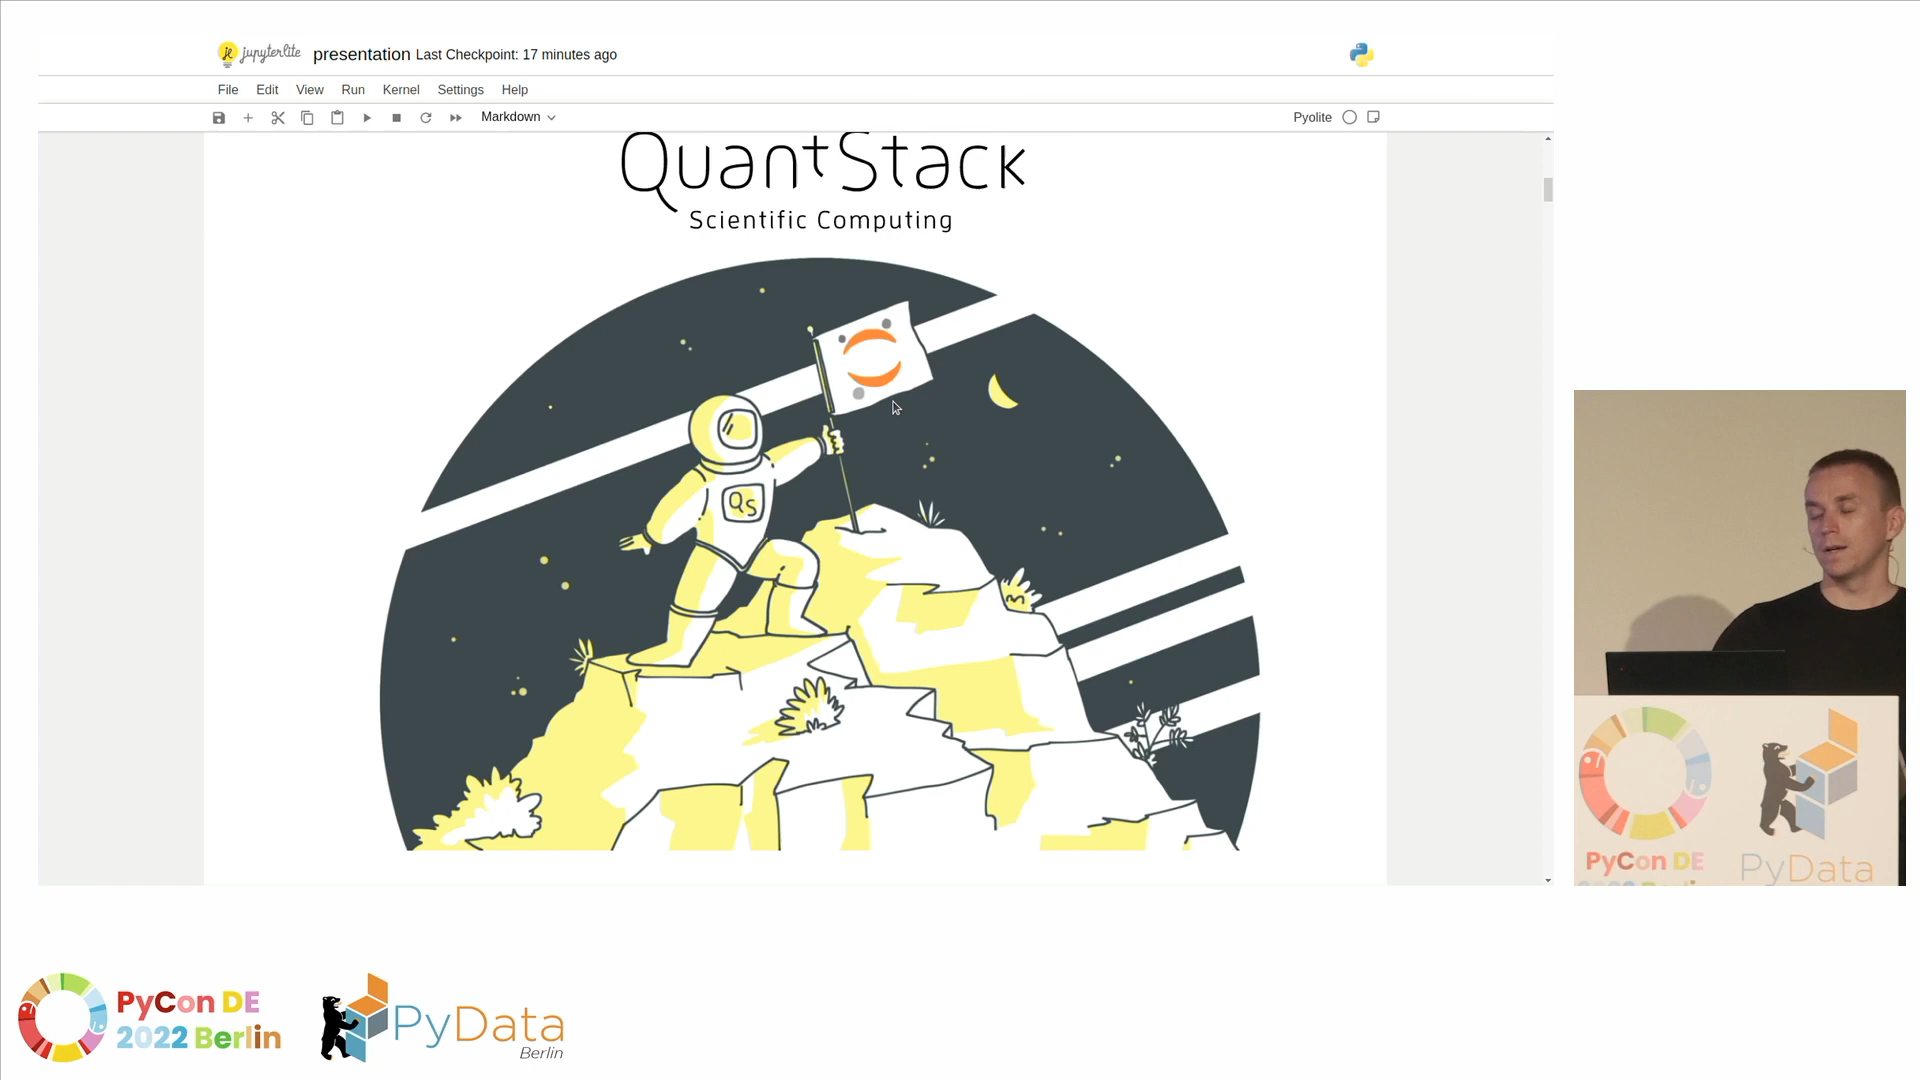 jupyterlite presentation Last Checkpoint: 17 minutes ago
File Edit View Run Kernel Settings Help
Markdown Pyolite
QuantStack
Scientific Computing
QS
PyCon DE
PyData
PyCon DE
2022 Berlin
PyData
Berlin